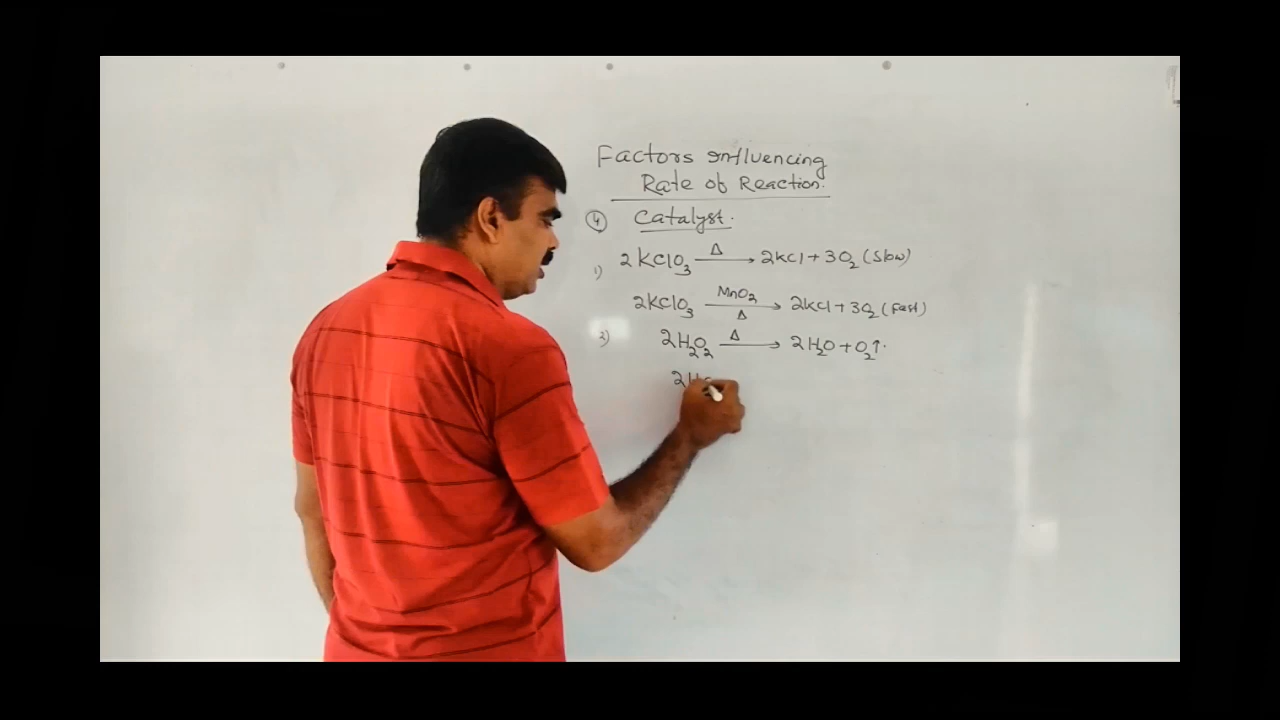 Factors Influencing
Rate of Reaction.
4 Catalyst.
1) 2KClO3 Δ → 2KCl + 3O2 (Slow)
2KClO3 MnO2 Δ → 2KCl + 3O2 (Fast)
2) 2H2O2 Δ → 2H2O + O2↑.
2H